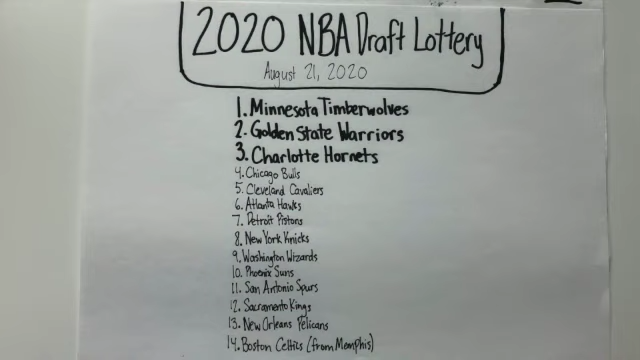 2020 NBA Draft Lottery
August 21, 2020
1. Minnesota Timberwolves
2. Golden State Warriors
3. Charlotte Hornets
4. Chicago Bulls
5. Cleveland Cavaliers
6. Atlanta Hawks
7. Detroit Pistons
8. New York Knicks
9. Washington Wizards
10. Phoenix Suns
11. San Antonio Spurs
12. Sacramento Kings
13. New Orleans Pelicans
14. Boston Celtics (from Memphis)